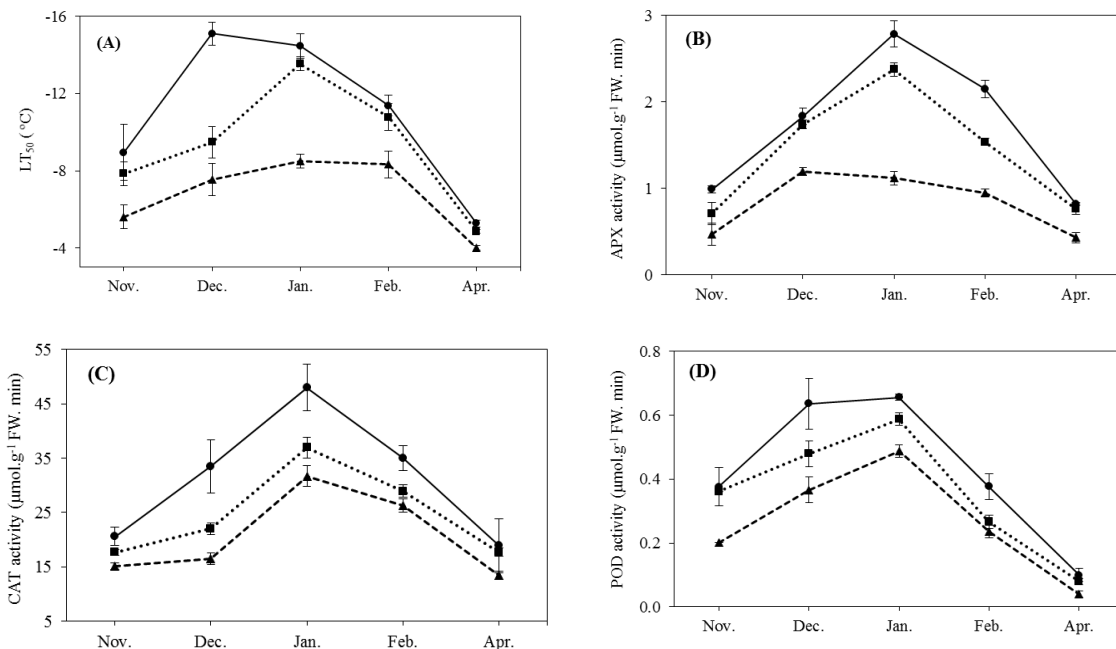 (A)
LT₅₀ ( °C)
-16
-12
-8
-4
Nov. Dec. Jan. Feb. Apr.
(B)
APX activity (µmol.g⁻¹ FW. min)
3
2
1
0
Nov. Dec. Jan. Feb. Apr.
(C)
CAT activity (µmol.g⁻¹ FW. min)
55
45
35
25
15
5
Nov. Dec. Jan. Feb. Apr.
(D)
POD activity (µmol.g⁻¹ FW. min)
0.8
0.6
0.4
0.2
0.0
Nov. Dec. Jan. Feb. Apr.